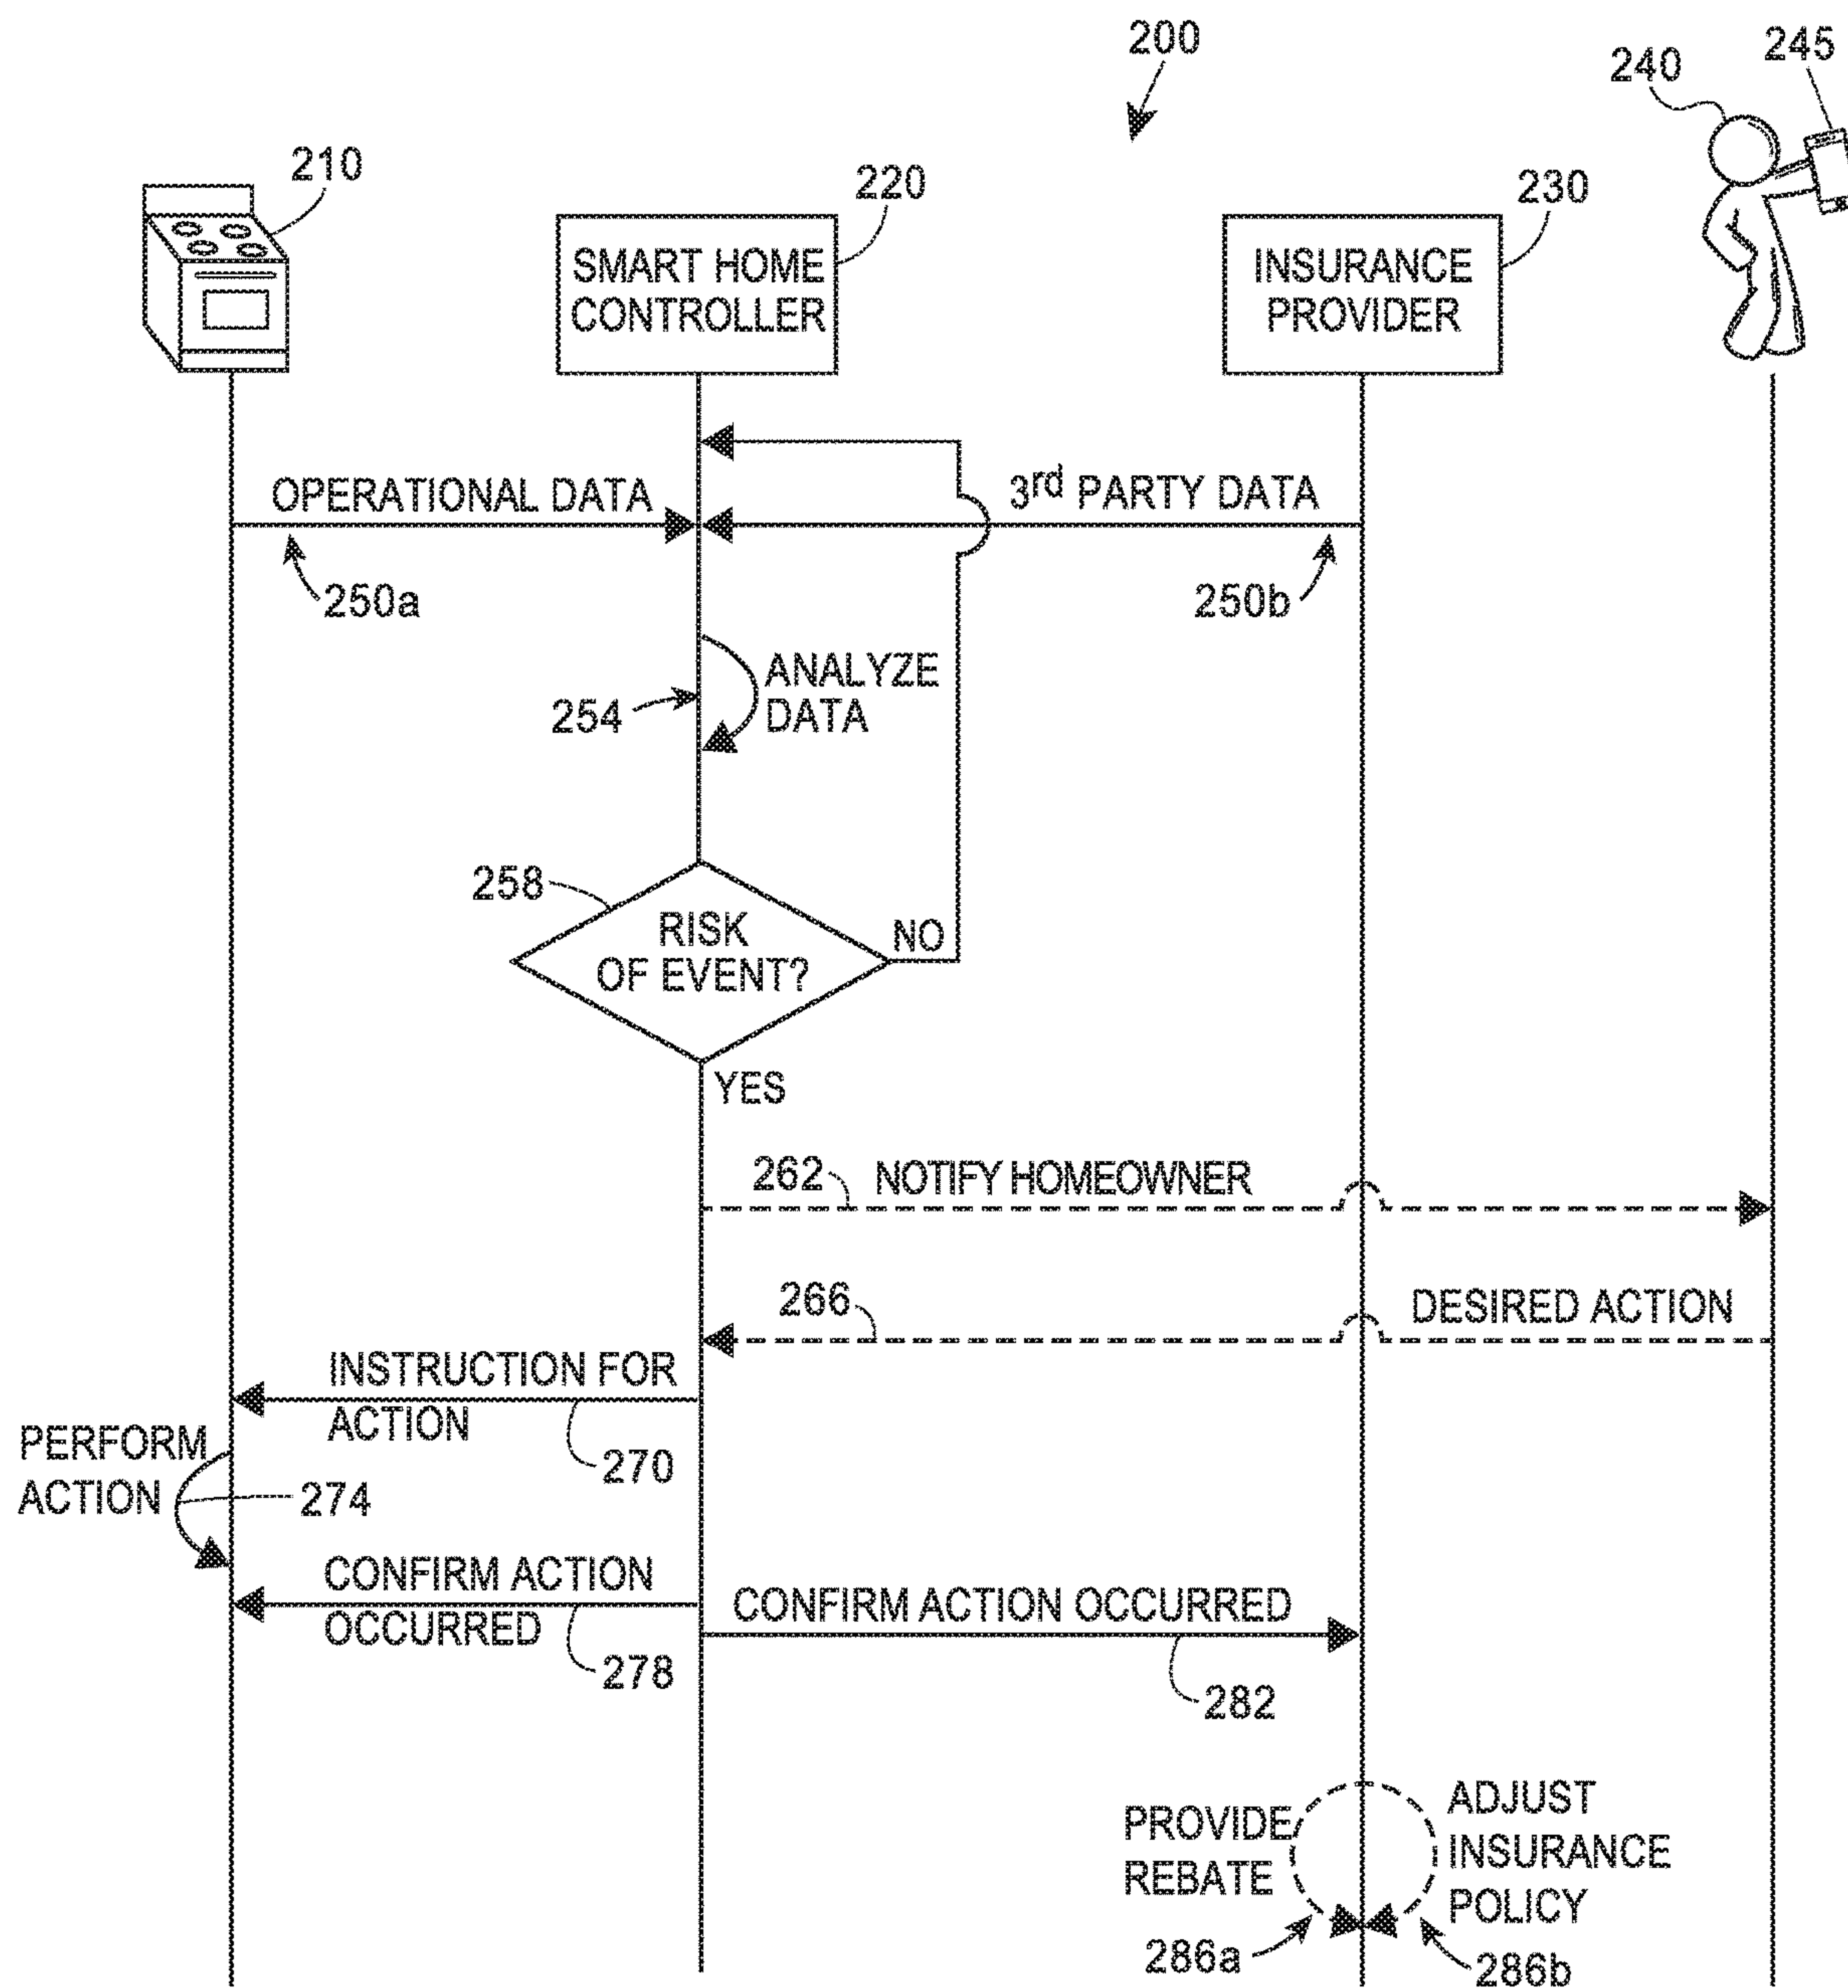 200
240
245
210
220
230
SMART HOME
CONTROLLER
INSURANCE
PROVIDER
OPERATIONAL DATA
3rd PARTY DATA
250a
250b
ANALYZE
DATA
254
258
RISK
OF EVENT?
NO
YES
262
NOTIFY HOMEOWNER
266
DESIRED ACTION
INSTRUCTION FOR
ACTION
270
PERFORM
ACTION
274
CONFIRM ACTION
OCCURRED
278
CONFIRM ACTION OCCURRED
282
PROVIDE
REBATE
ADJUST
INSURANCE
POLICY
286a
286b